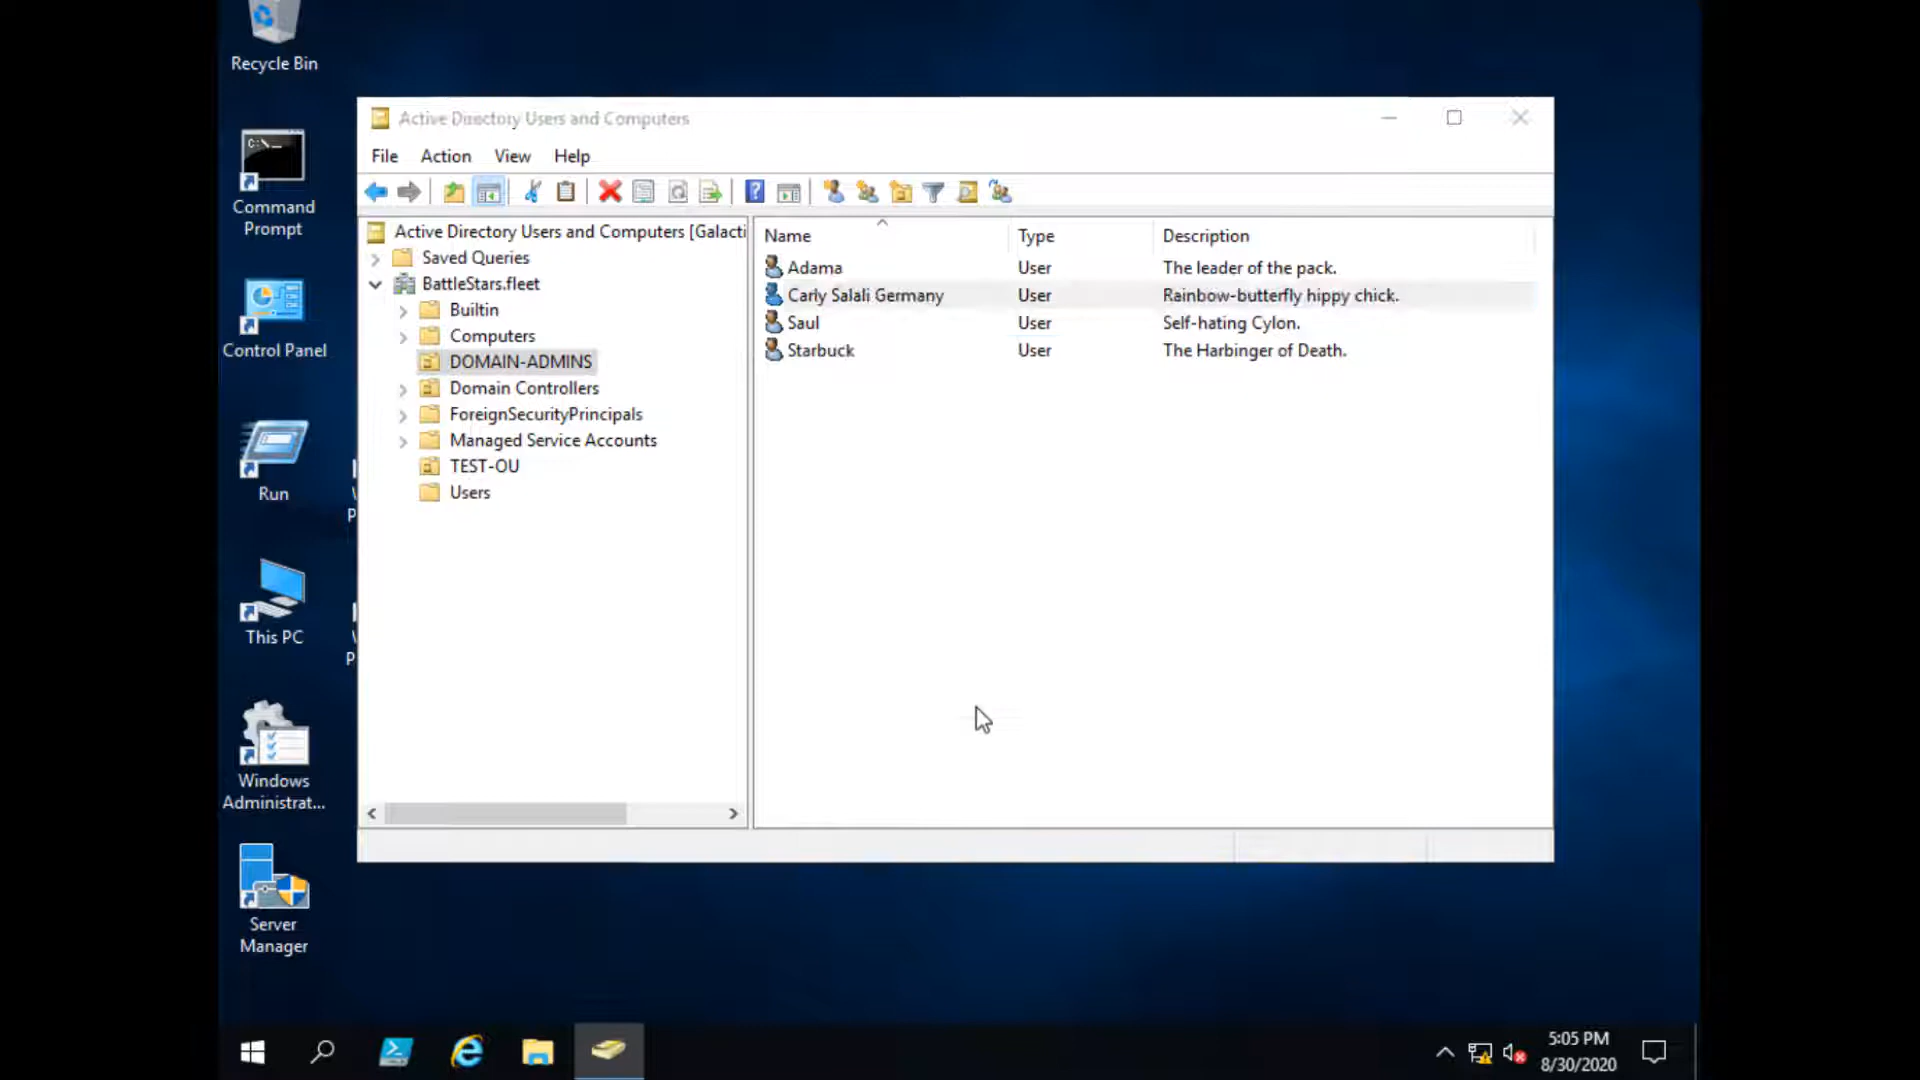 Recycle Bin
Command
Prompt
Control Panel
Run
This PC
Windows
Administrat...
Server
Manager
Active Directory Users and Computers
File Action View Help
Active Directory Users and Computers [Galacti
Saved Queries
BattleStars.fleet
Builtin
Computers
DOMAIN-ADMINS
Domain Controllers
ForeignSecurityPrincipals
Managed Service Accounts
TEST-OU
Users
Name Type Description
Adama User The leader of the pack.
Carly Salali Germany User Rainbow-butterfly hippy chick.
Saul User Self-hating Cylon.
Starbuck User The Harbinger of Death.
5:05 PM
8/30/2020